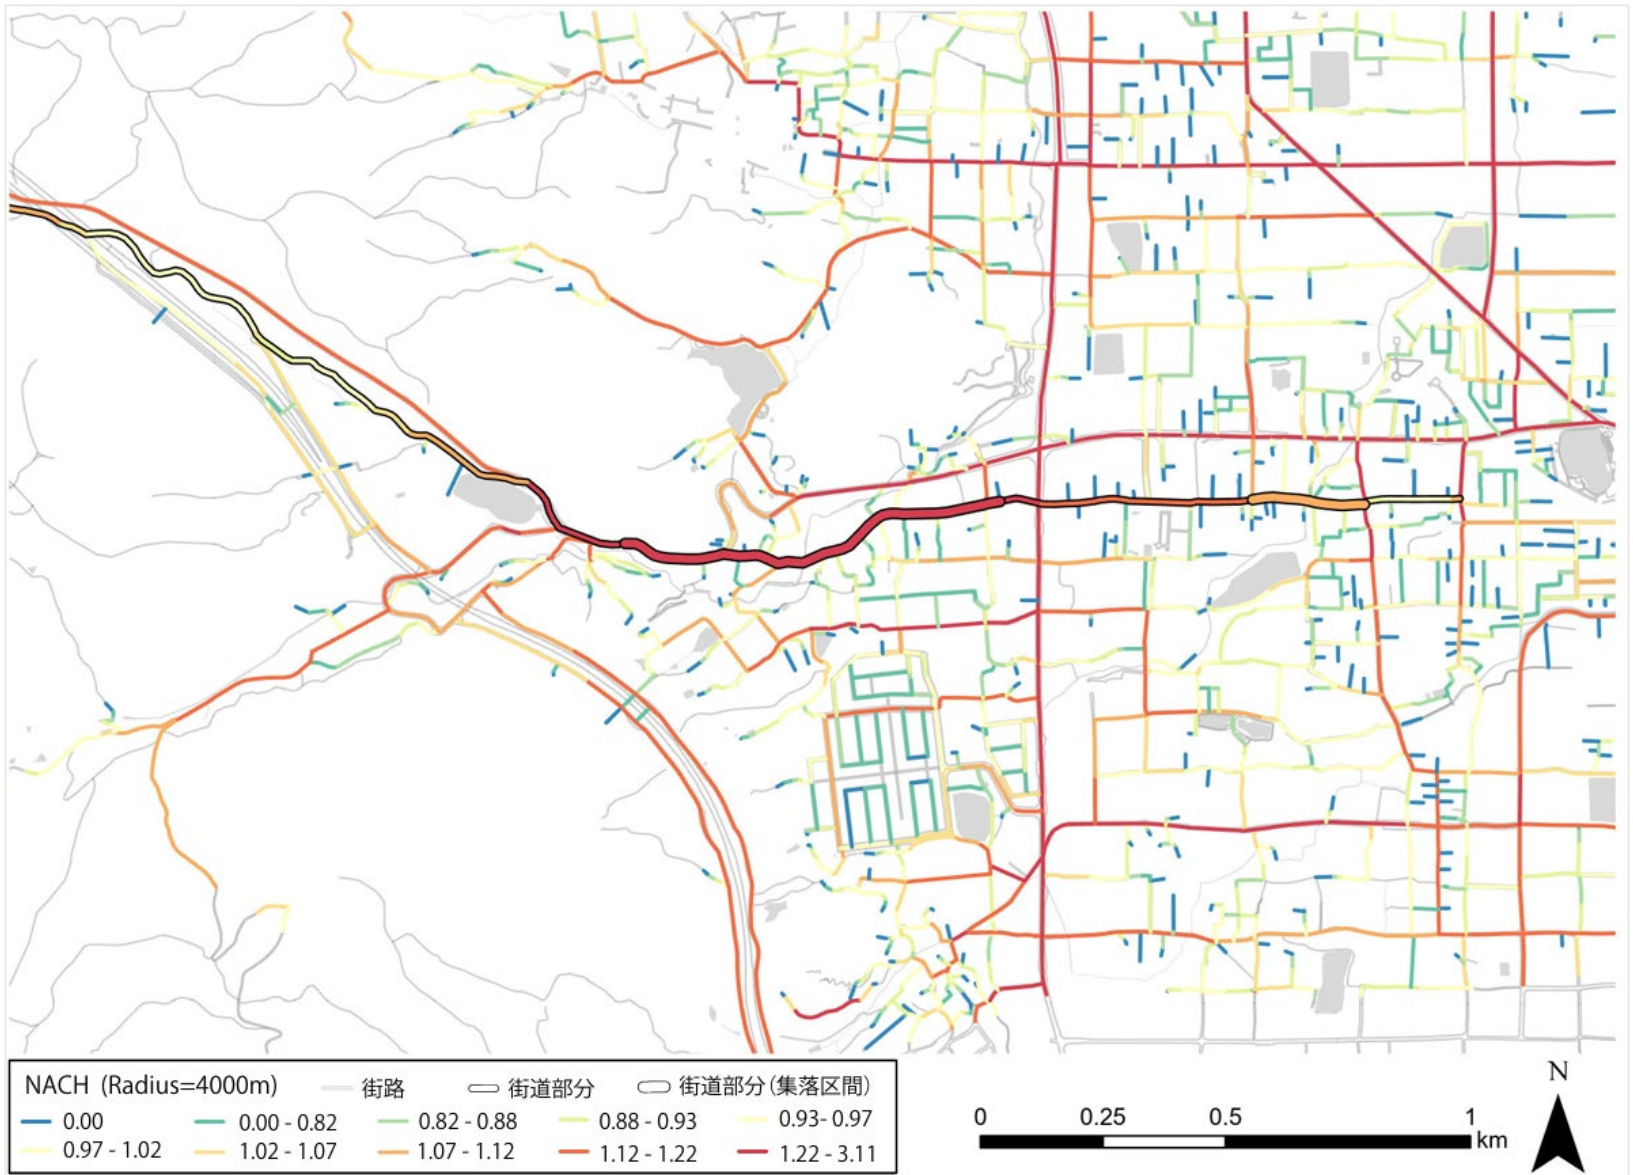 NACH (Radius=4000m) 街路 街道部分 街道部分(集落区間)
0.00 0.00 - 0.82 0.82 - 0.88 0.88 - 0.93 0.93- 0.97
0.97 - 1.02 1.02 - 1.07 1.07 - 1.12 1.12 - 1.22 1.22 - 3.11
0 0.25 0.5 1
km
N